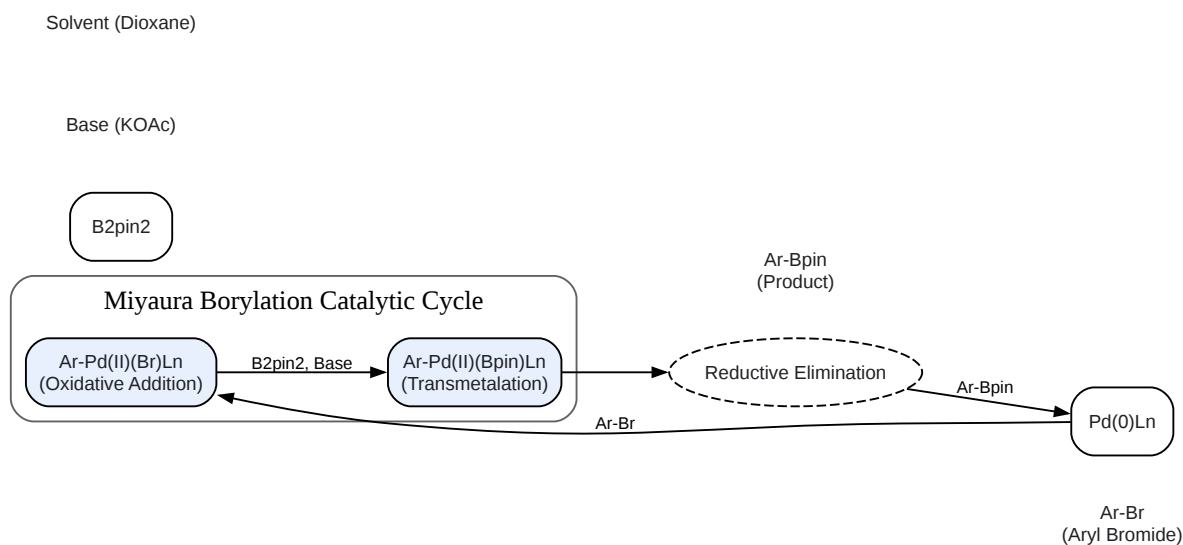 Solvent (Dioxane)
Base (KOAc)
B2pin2
Ar-Bpin
(Product)
Miyaura Borylation Catalytic Cycle
Ar-Pd(II)(Br)Ln
(Oxidative Addition)
B2pin2, Base
Ar-Pd(II)(Bpin)Ln
(Transmetalation)
Reductive Elimination
Ar-Bpin
Pd(0)Ln
Ar-Br
Ar-Br
(Aryl Bromide)